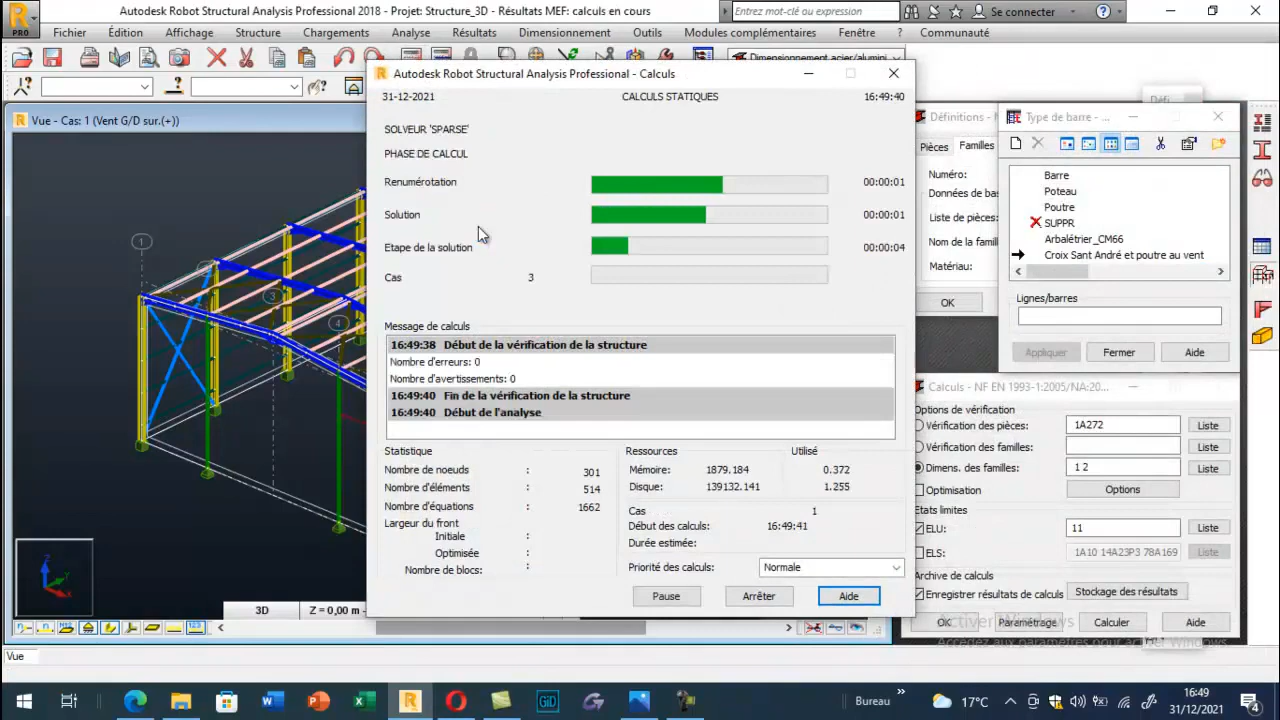 Autodesk Robot Structural Analysis Professional 2018 - Projet: Structure_3D - Résultats MEF: calculs en cours
Entrez mot-clé ou expression
Se connecter
PRO
Fichier Édition Affichage Structure Chargements Analyse Résultats Dimensionnement Outils Modules complémentaires Fenêtre Communauté
Vue - Cas: 1 (Vent G/D sur.(+))
1
3
4
3D
Z = 0,00 m
Vue
Autodesk Robot Structural Analysis Professional - Calculs
31-12-2021 CALCULS STATIQUES 16:49:40
SOLVEUR 'SPARSE'
PHASE DE CALCUL
Renumérotation 00:00:01
Solution 00:00:01
Etape de la solution 00:00:04
Cas 3
Message de calculs
16:49:38 Début de la vérification de la structure
Nombre d'erreurs: 0
Nombre d'avertissements: 0
16:49:40 Fin de la vérification de la structure
16:49:40 Début de l'analyse
Statistique
Nombre de noeuds : 301
Nombre d'éléments : 514
Nombre d'équations : 1662
Largeur du front
Initiale :
Optimisée :
Nombre de blocs: :
Ressources Utilisé
Mémoire: 1879.184 0.372
Disque: 139132.141 1.255
Cas 1
Début des calculs: 16:49:41
Durée estimée:
Priorité des calculs: Normale
Pause Arrêter Aide
Définitions -
Pièces Familles
Numéro:
Données de bas
Liste de pièces:
Nom de la famill
Matériau:
OK
Type de barre - ...
Barre
Poteau
Poutre
SUPPR
Arbalétrier_CM66
Croix Sant André et poutre au vent
Lignes/barres
Appliquer Fermer Aide
Calculs - NF EN 1993-1:2005/NA:20...
Options de vérification
Vérification des pièces: 1A272 Liste
Vérification des familles: Liste
Dimens. des familles: 1 2 Liste
Optimisation Options
Etats limites
ELU: 11 Liste
ELS: 1A10 14A23P3 78A169 Liste
Archive de calculs
Enregistrer résultats de calculs Stockage des résultats
OK Paramétrage Calculer Aide
Activer Windows
Accédez aux paramètres pour activer Windows.
Bureau
17°C
16:49
31/12/2021
4